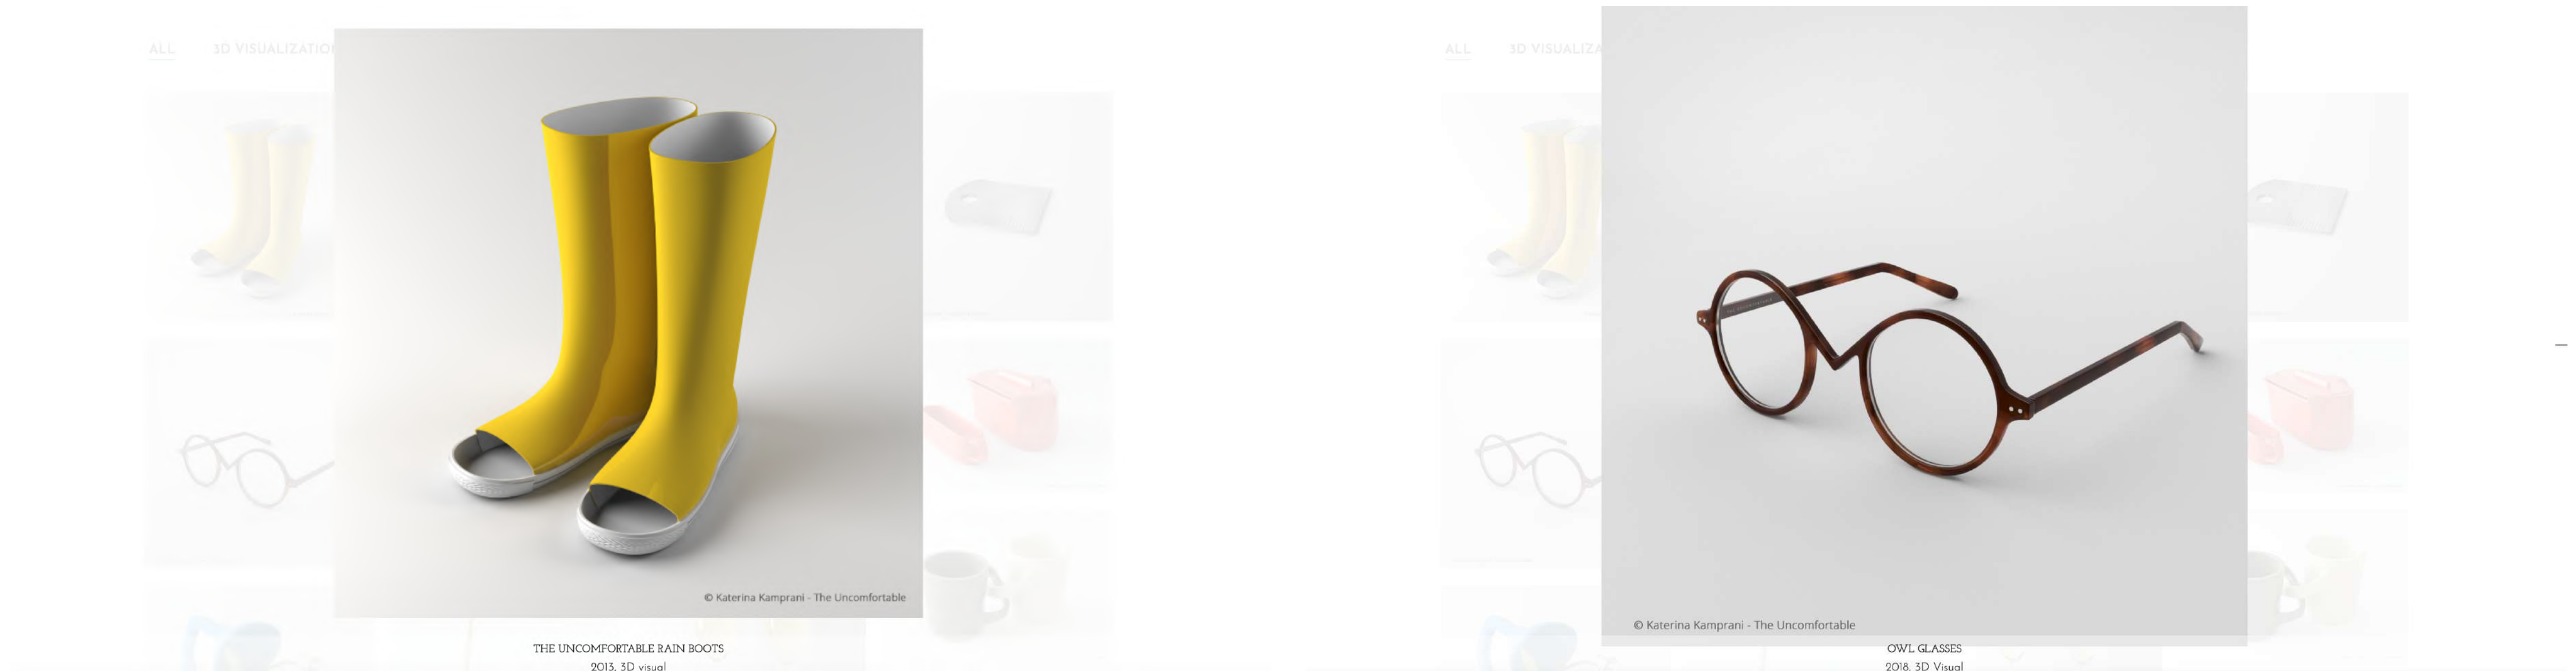 ALL 3D VISUALIZATIO
© Katerina Kamprani - The Uncomfortable
THE UNCOMFORTABLE RAIN BOOTS
2013, 3D visual
ALL 3D VISUALIZA
© Katerina Kamprani - The Uncomfortable
OWL GLASSES
2018, 3D Visual